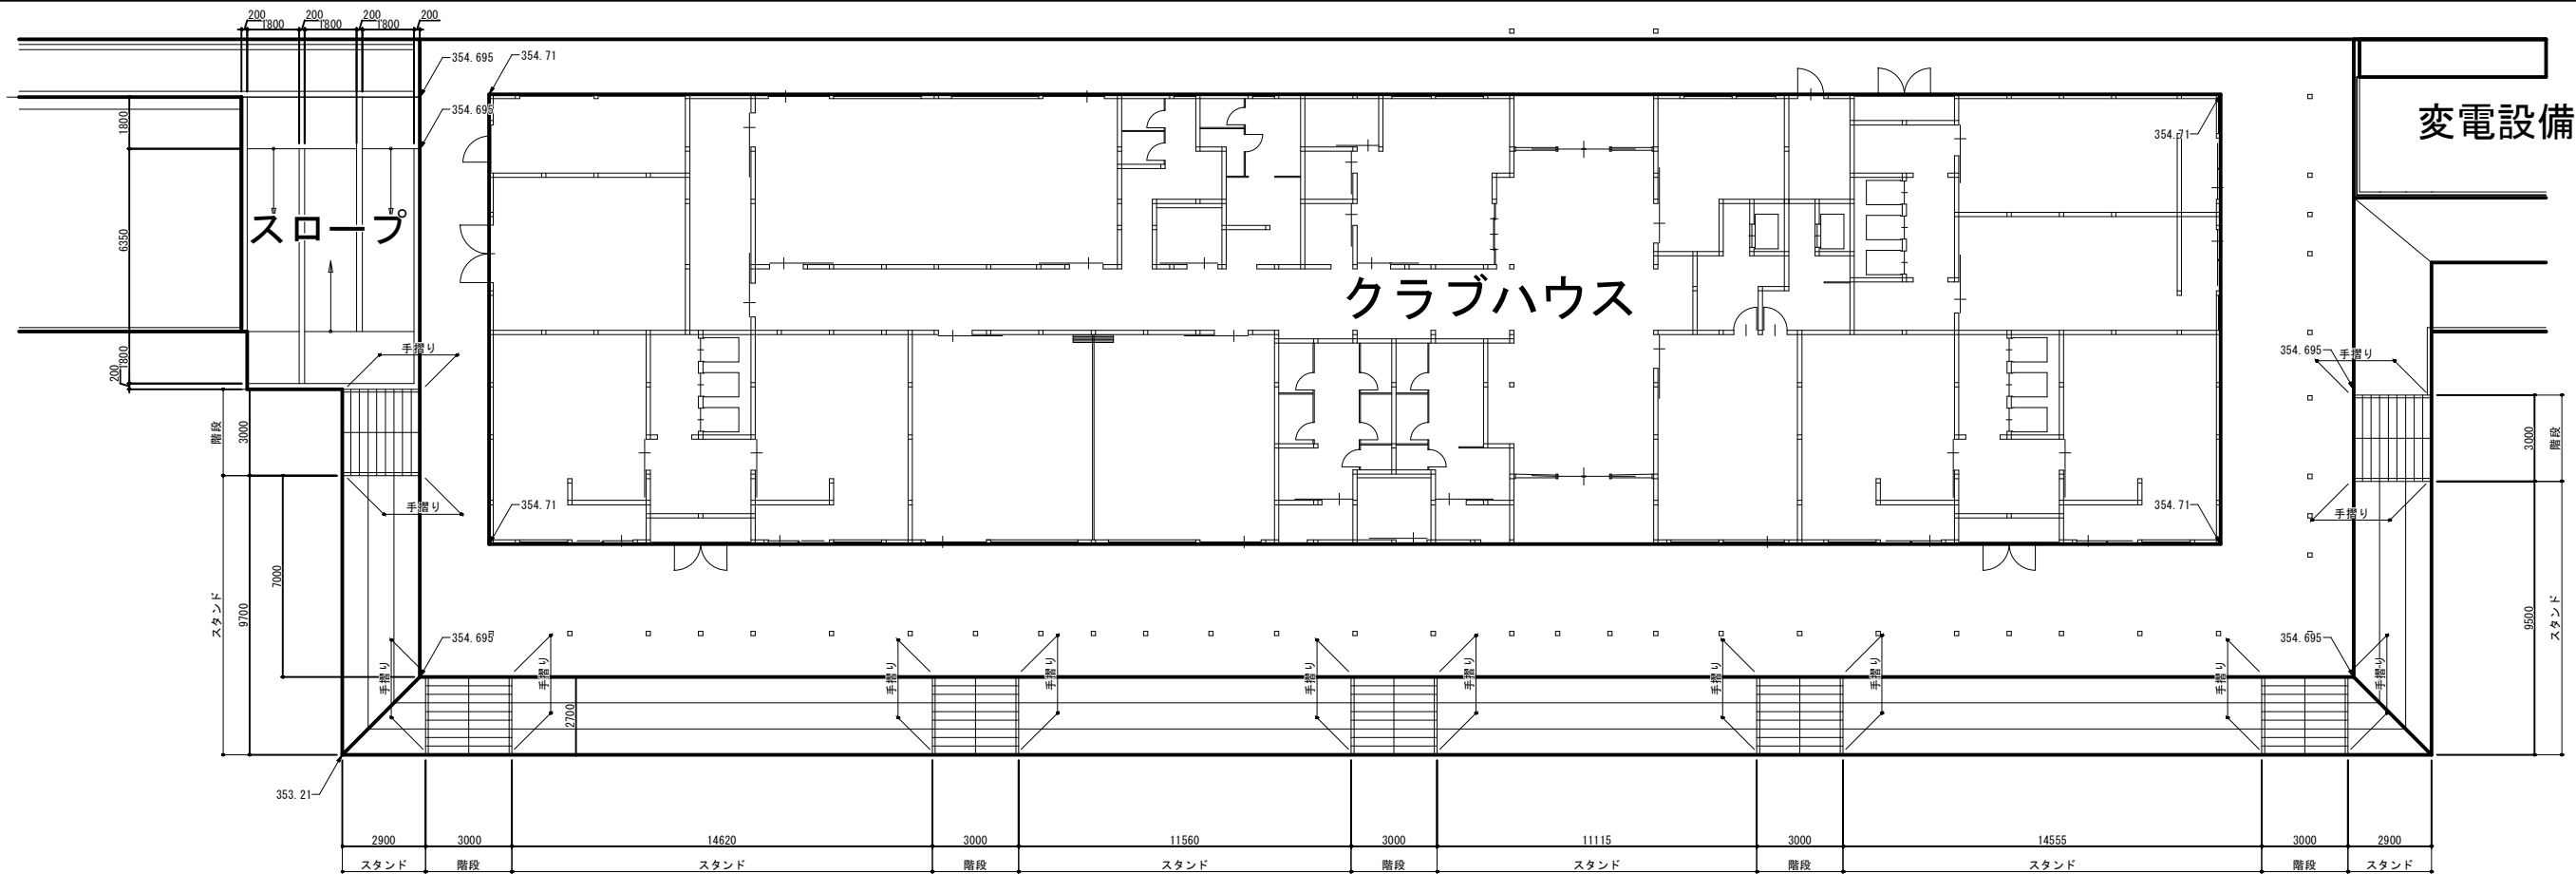 200 200 200 200
1800 1800 1800
354.695
354.71
354.695
354.71
変電設備
1800
6350
1800
200
スロープ
クラブハウス
手摺り
354.695
手摺り
階段
3000
3000
階段
手摺り
354.71
354.71
手摺り
7000
9700
スタンド
9500
スタンド
354.695
354.695
手摺り 手摺り 手摺り 手摺り 手摺り 手摺り 手摺り 手摺り 手摺り 手摺り
2700
353.21
2900 3000 14620 3000 11560 3000 11115 3000 14555 3000 2900
スタンド 階段 スタンド 階段 スタンド 階段 スタンド 階段 スタンド 階段 スタンド